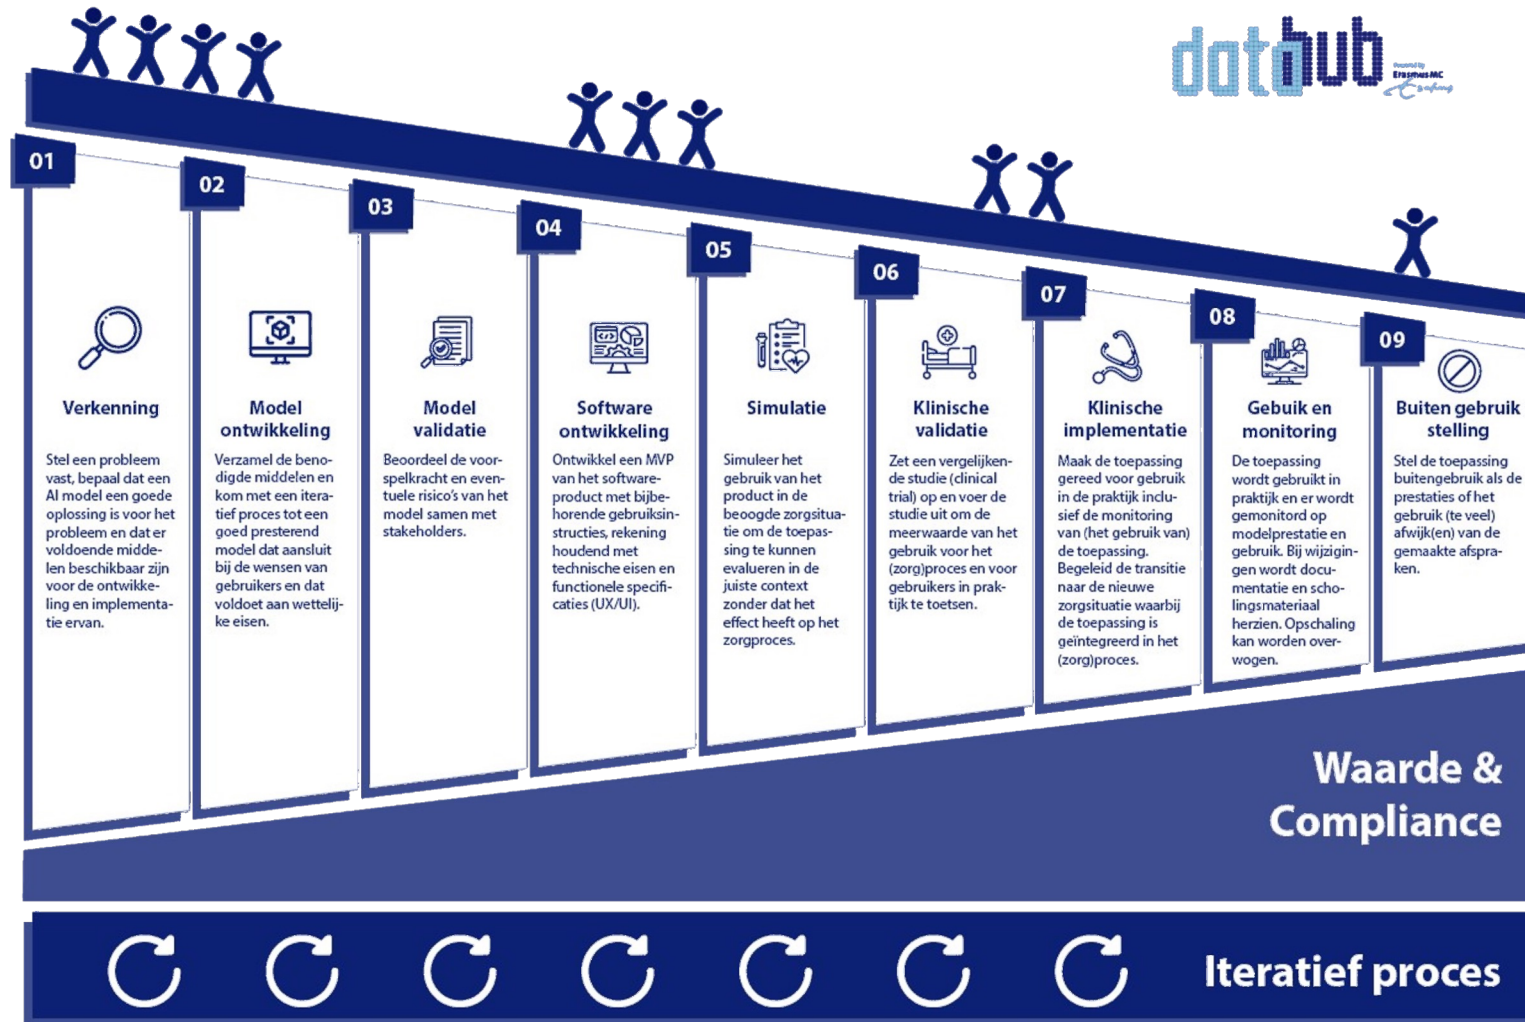 datahub
Powered by
Erasmus MC
01
02
03
04
05
06
07
08
09
Verkenning
Stel een probleem
vast, bepaal dat een
AI model een goede
oplossing is voor het
probleem en dat er
voldoende midde-
len beschikbaar zijn
voor de ontwikke-
ling en implementa-
tie ervan.
Model
ontwikkeling
Verzamel de beno-
digde middelen en
kom met een itera-
tief proces tot een
goed presterend
model dat aansluit
bij de wensen van
gebruikers en dat
voldoet aan wettelij-
ke eisen.
Model
validatie
Beoordeel de voor-
spelkracht en even-
tuele risico's van het
model samen met
stakeholders.
Software
ontwikkeling
Ontwikkel een MVP
van het software-
product met bijbe-
horende gebruiksin-
structies, rekening
houdend met
technische eisen en
functionele specifi-
caties (UX/UI).
Simulatie
Simuleer het
gebruik van het
product in de
beoogde zorgsitua-
tie om de toepas-
sing te kunnen
evalueren in de
juiste context
zonder dat het
effect heeft op het
zorgproces.
Klinische
validatie
Zet een vergelijken-
de studie (clinical
trial) op en voer de
studie uit om de
meerwaarde van het
gebruik voor het
(zorg)proces en voor
gebruikers in prak-
tijk te toetsen.
Klinische
implementatie
Maak de toepassing
gereed voor gebruik
in de praktijk inclu-
sief de monitoring
van (het gebruik van)
de toepassing.
Begeleid de transitie
naar de nieuwe
zorgsituatie waarbij
de toepassing is
geïntegreerd in het
(zorg)proces.
Gebuik en
monitoring
De toepassing
wordt gebruikt in
praktijk en er wordt
gemonitord op
modelprestatie en
gebruik. Bij wijzigin-
gen wordt docu-
mentatie en scho-
lingsmateriaal
herzien. Opschaling
kan worden over-
wogen.
Buiten gebruik
stelling
Stel de toepassing
buitengebruik als de
prestaties of het
gebruik (te veel)
afwijk(en) van de
gemaakte afspra-
ken.
Waarde &
Compliance
Iteratief proces